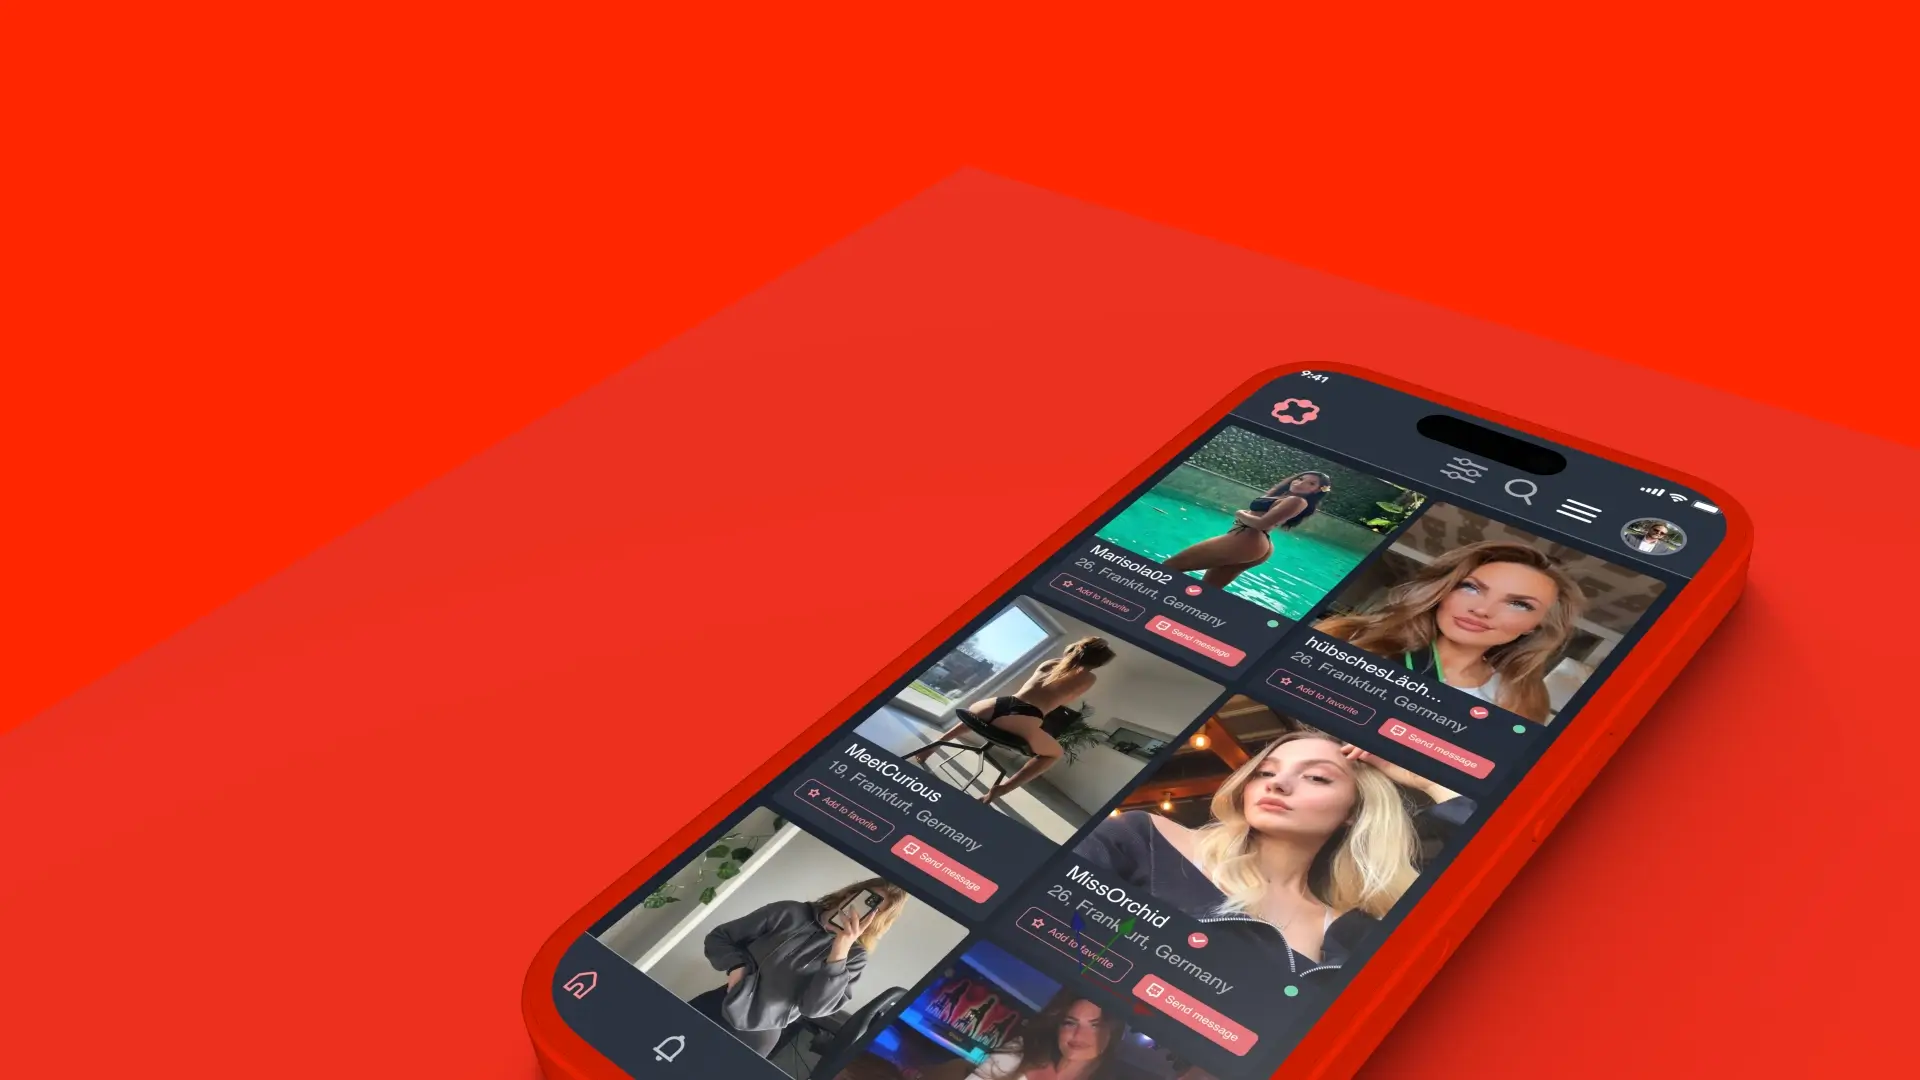 9:41
Marisola02
26, Frankfurt, Germany
Add to favorite
Send message
hübschesLäch...
26, Frankfurt, Germany
Add to favorite
Send message
MeetCurious
19, Frankfurt, Germany
Add to favorite
Send message
MissOrchid
26, Frankfurt, Germany
Add to favorite
Send message